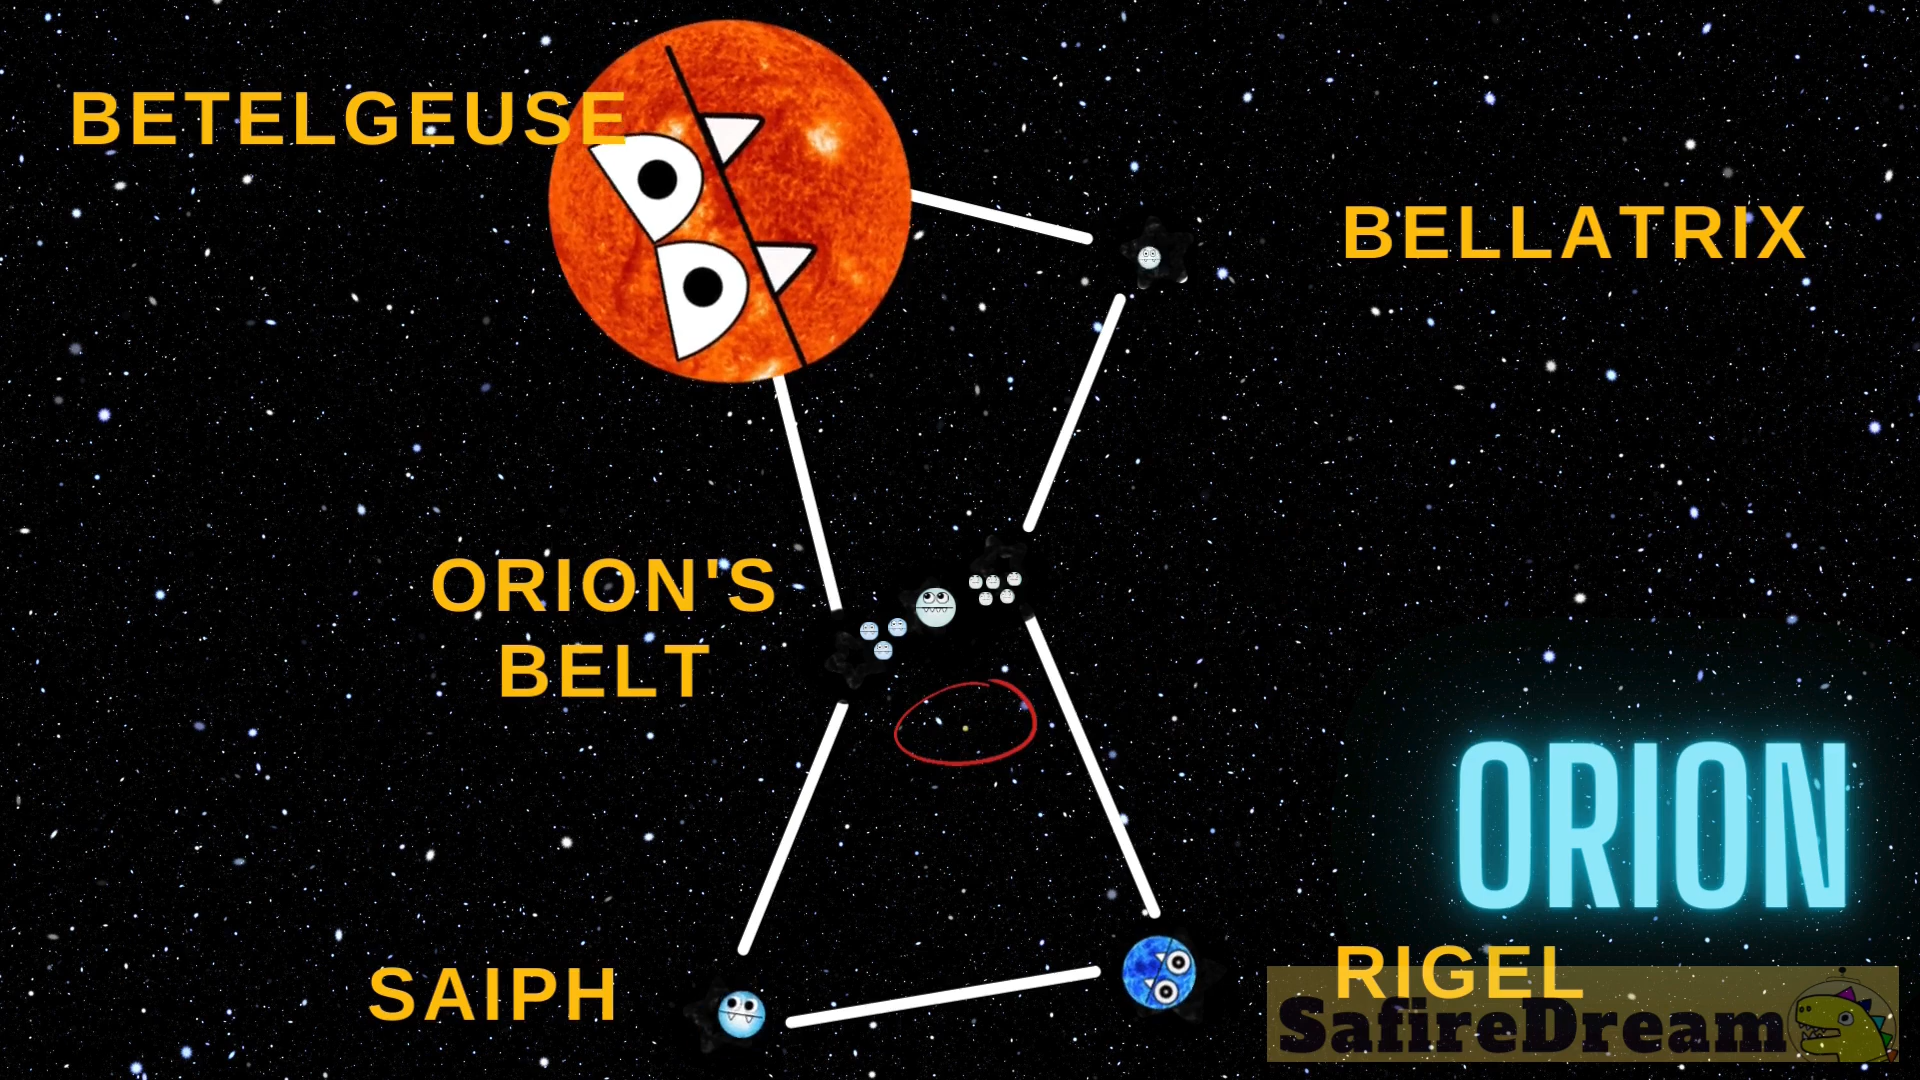 BETELGEUSE
BELLATRIX
ORION'S
BELT
ORION
SAIPH
RIGEL
SafireDream